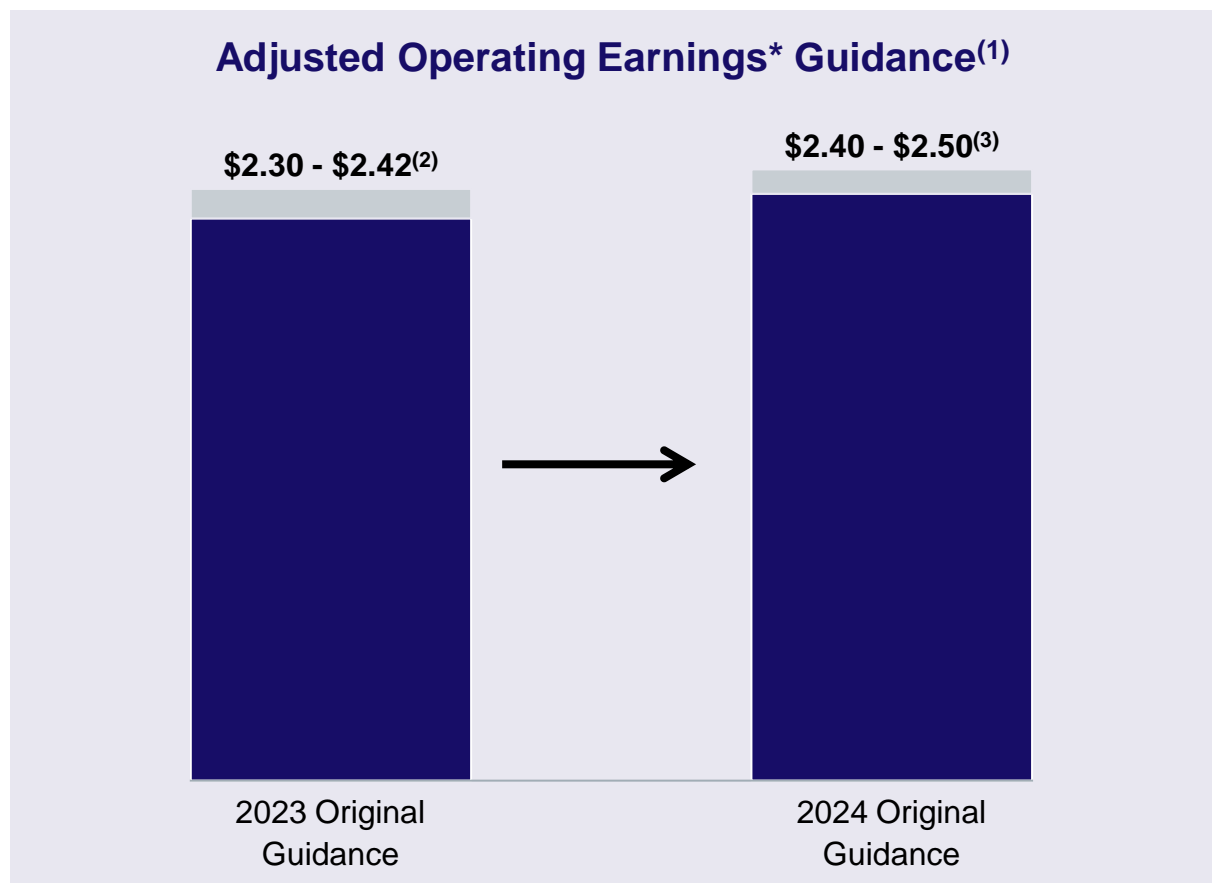 Adjusted Operating Earnings* Guidance(1)
$2.30 - $2.42(2)
$2.40 - $2.50(3)
2023 Original
Guidance
2024 Original
Guidance